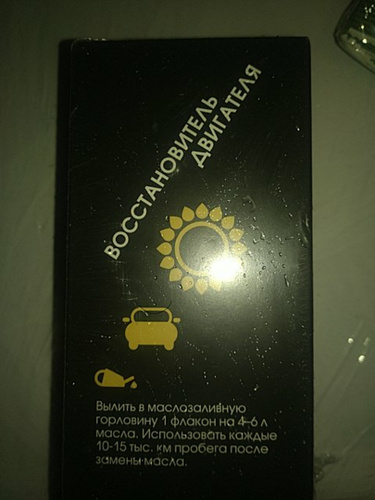 ВОССТАНОВИТЕЛЬ
ДВИГАТЕЛЯ
Вылить в маслозаливную
горловину 1 флакон на 4-6 л
масла. Использовать каждые
10-15 тыс. км пробега после
замены масла.